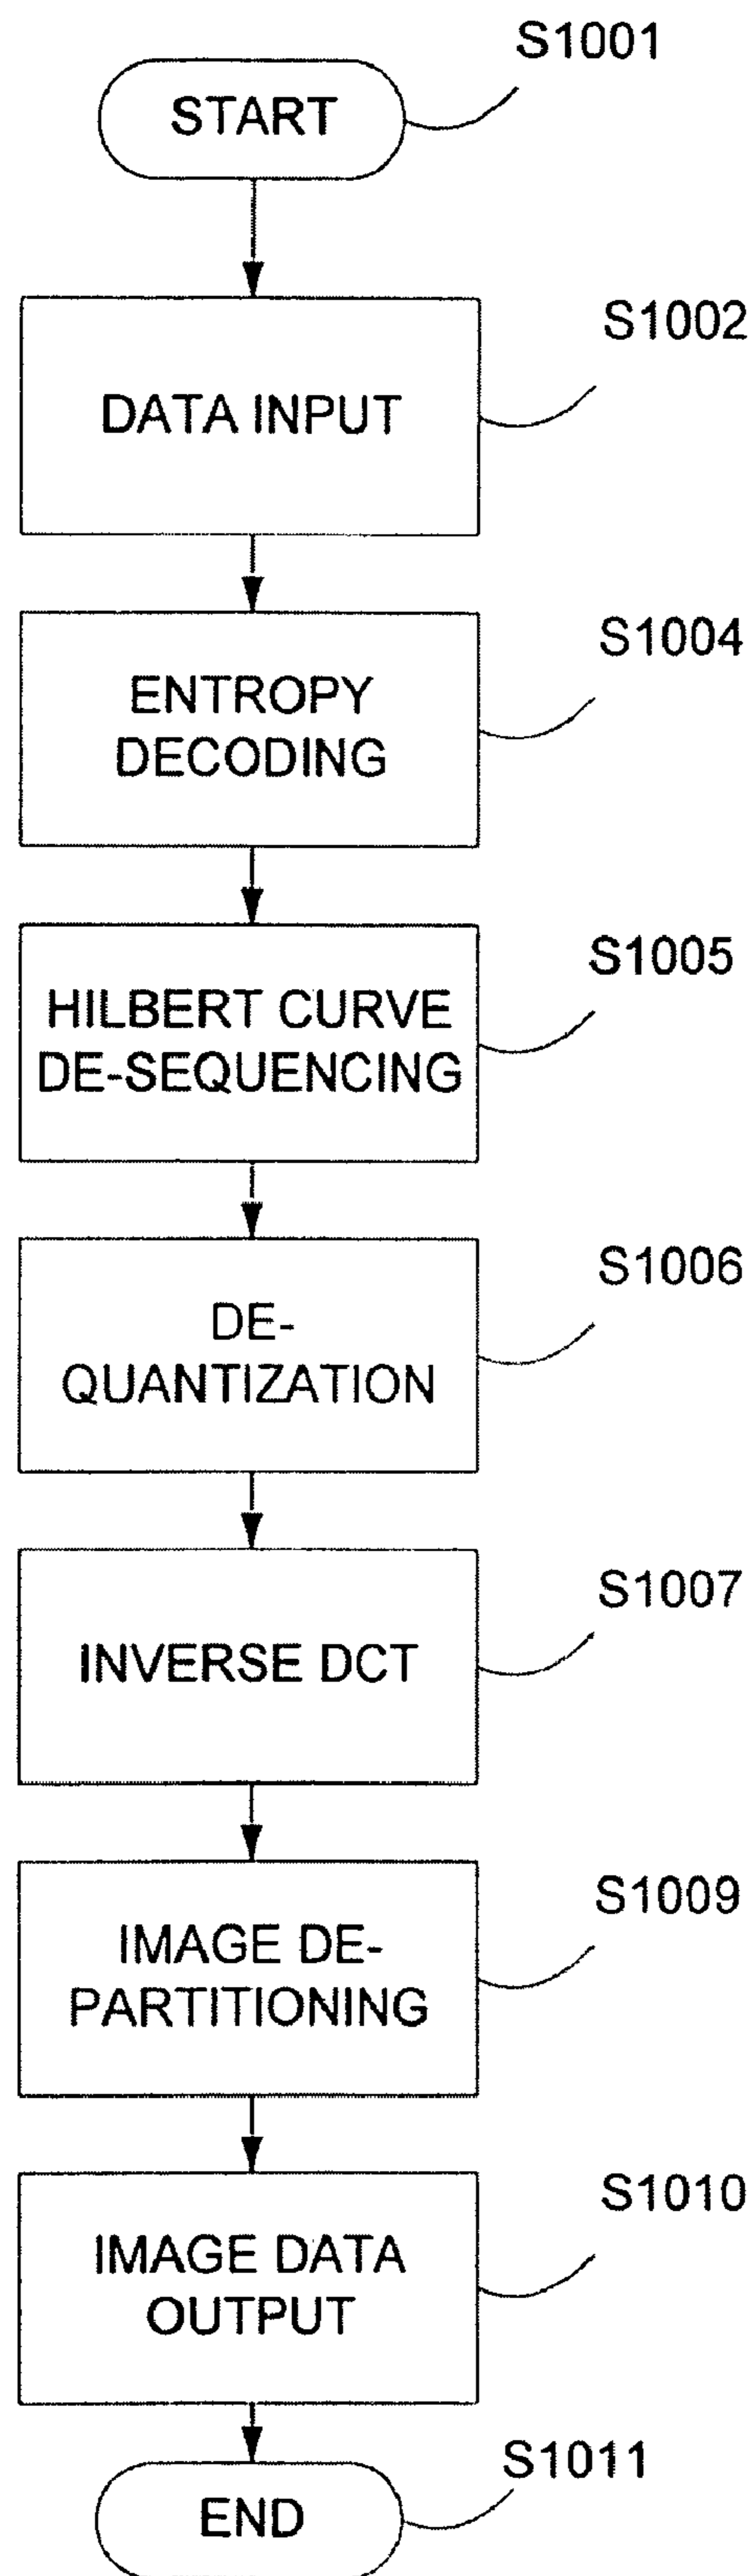 S1001
START
S1002
DATA INPUT
S1004
ENTROPY
DECODING
S1005
HILBERT CURVE
DE-SEQUENCING
S1006
DE-
QUANTIZATION
S1007
INVERSE DCT
S1009
IMAGE DE-
PARTITIONING
S1010
IMAGE DATA
OUTPUT
S1011
END